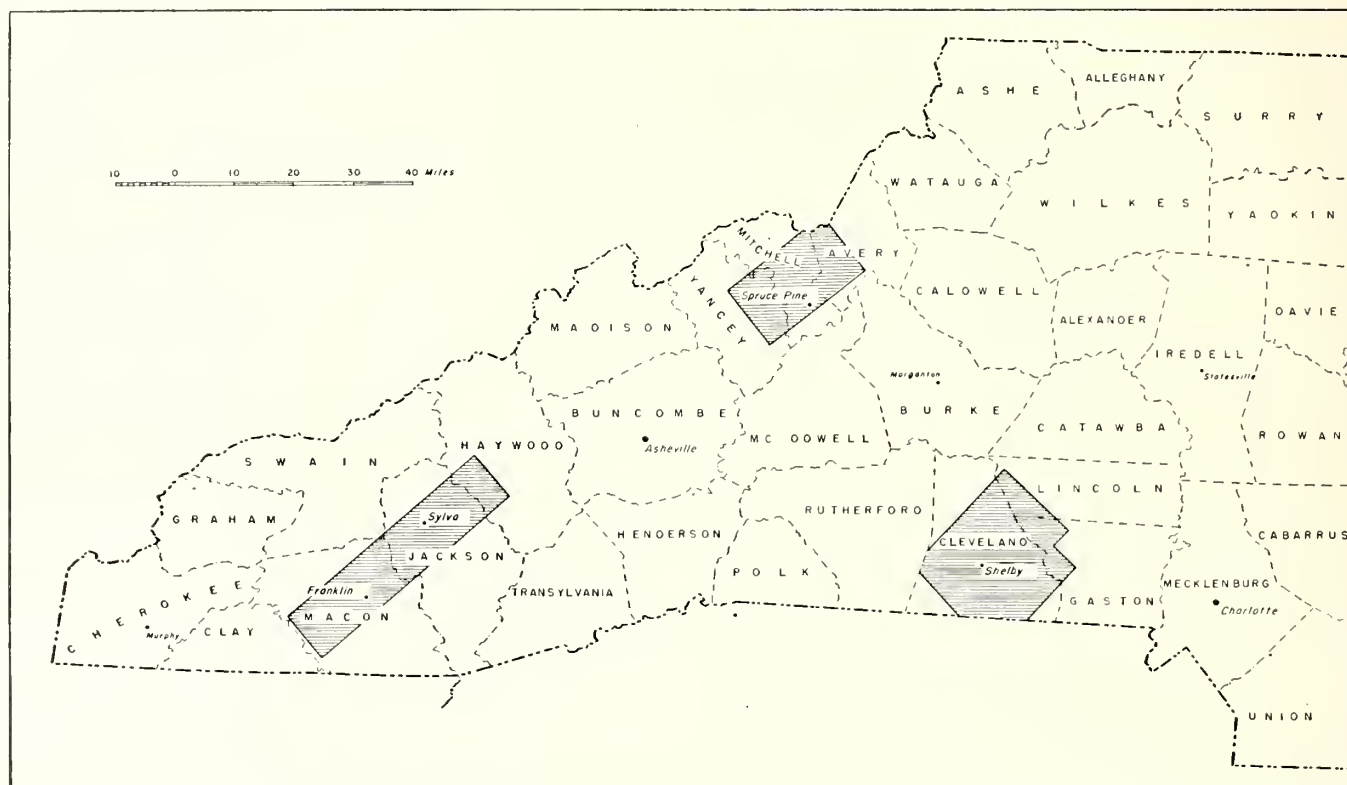 3
ASHE
ALLEGHANY
SURRY
10 0 20 40 Miles
WATAUGA
WILKES
YAOKIN
MITCHELL
AVERY
YANCEY
Spruce Pine
CALOWELL
ALEXANOER
OAVIE
MAOISON
IREDELL
Statesville
Morganton
BURKE
BUNCOMBE
Asheville
MC OOWELL
CATAWBA
ROWAN
HAYWOOO
SWAIN
LINCOLN
GRAHAM
Sylva
RUTHERFORO
HENOERSON
CLEVELANO
Shelby
CABARRUS
JACKSON
POLK
MECKLENBURG
Charlotte
CHEROKEE
Murphy
CLAY
Franklin
MACON
TRANSYLVANIA
GASTON
UNION